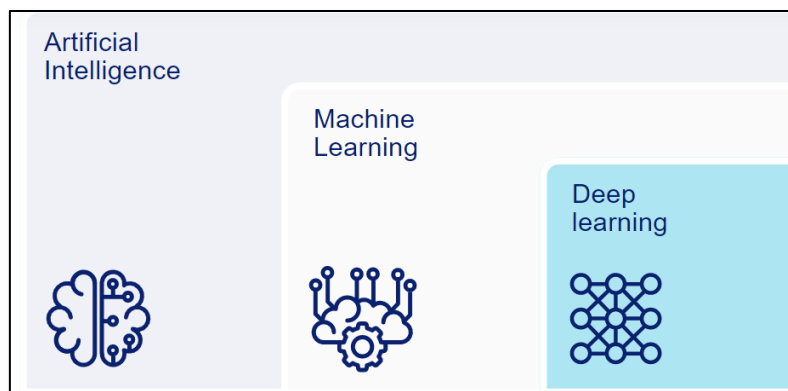 Artificial
Intelligence
Machine
Learning
Deep
learning